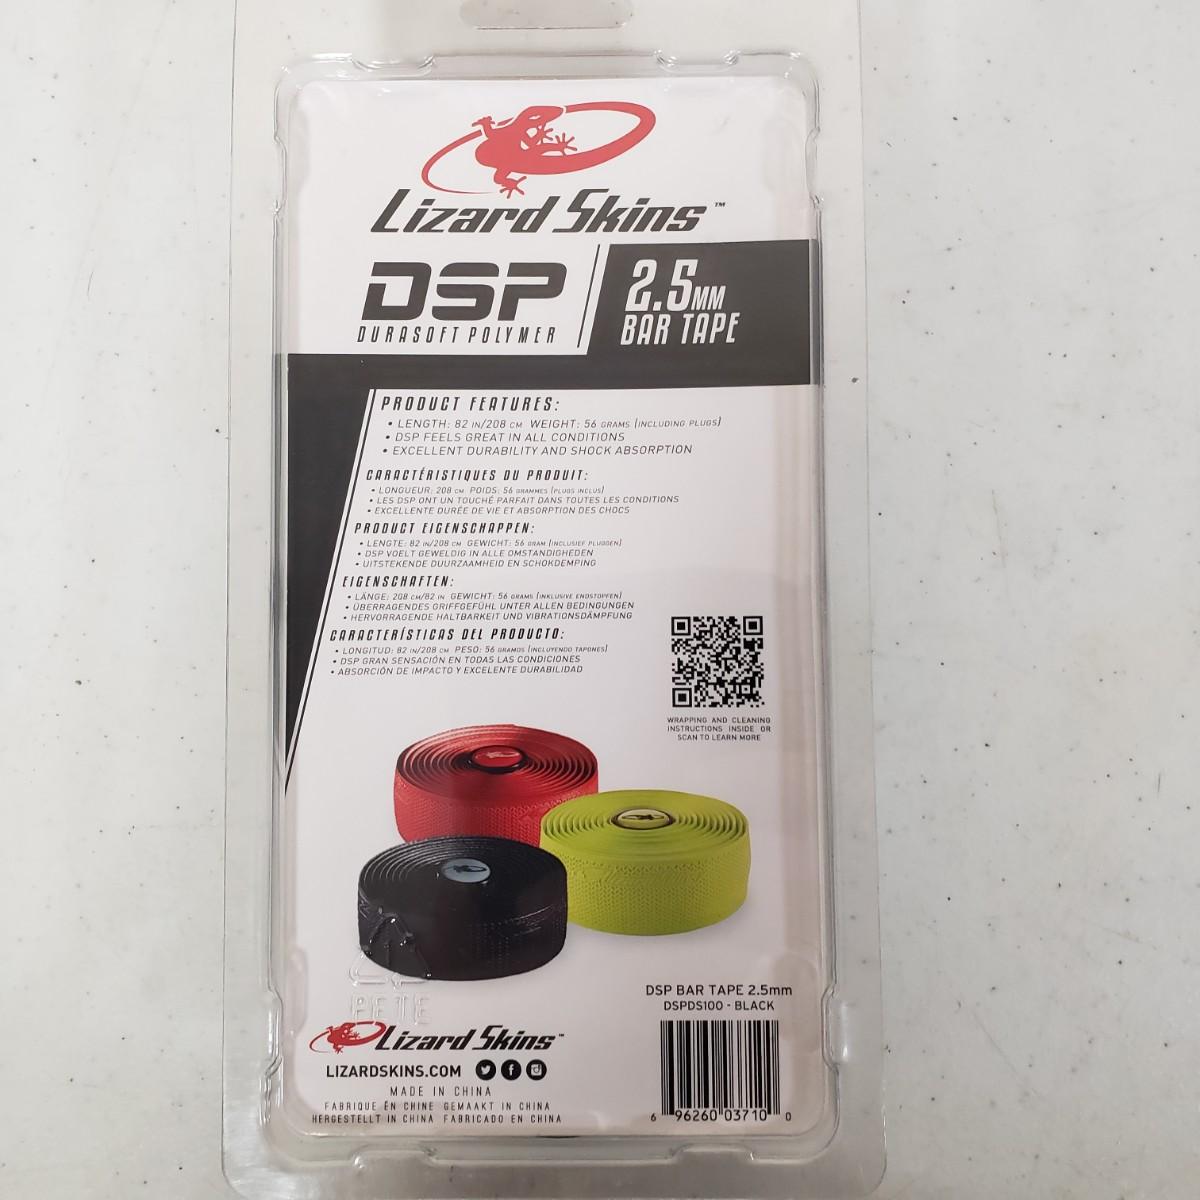 Lizard Skins™
DSP
DURASOFT POLYMER
2.5MM
BAR TAPE
PRODUCT FEATURES:
• LENGTH: 82 IN/208 CM WEIGHT: 56 GRAMS (INCLUDING PLUGS)
• DSP FEELS GREAT IN ALL CONDITIONS
• EXCELLENT DURABILITY AND SHOCK ABSORPTION
CARACTÉRISTIQUES DU PRODUIT:
• LONGUEUR: 208 CM POIDS: 56 GRAMMES (PLUGS INCLUS)
• LES DSP ONT UN TOUCHÉ PARFAIT DANS TOUTES LES CONDITIONS
• EXCELLENTE DURÉE DE VIE ET ABSORPTION DES CHOCS
PRODUCT EIGENSCHAPPEN:
• LENGTE: 82 IN/208 CM GEWICHT: 56 GRAM (INCLUSIEF PLUGGEN)
• DSP VOELT GEWELDIG IN ALLE OMSTANDIGHEDEN
• UITSTEKENDE DUURZAAMHEID EN SCHOKDEMPING
EIGENSCHAFTEN:
• LÄNGE: 208 CM/82 IN GEWICHT: 56 GRAMS (INKLUSIVE ENDSTOPFEN)
• ÜBERRAGENDES GRIFFGEFÜHL UNTER ALLEN BEDINGUNGEN
• HERVORRAGENDE HALTBARKEIT UND VIBRATIONSDÄMPFUNG
CARACTERÍSTICAS DEL PRODUCTO:
• LONGITUD: 82 IN/208 CM PESO: 56 GRAMOS (INCLUYENDO TAPONES)
• DSP GRAN SENSACIÓN EN TODAS LAS CONDICIONES
• ABSORCIÓN DE IMPACTO Y EXCELENTE DURABILIDAD
WRAPPING AND CLEANING
INSTRUCTIONS INSIDE OR
SCAN TO LEARN MORE
PETE
DSP BAR TAPE 2.5mm
DSPDS100 - BLACK
Lizard Skins™
LIZARDSKINS.COM
MADE IN CHINA
FABRIQUE ÉN CHINE GEMAAKT IN CHINA
HERGESTELLT IN CHINA FABRICADO EN CHINA
6 96260 03710 0